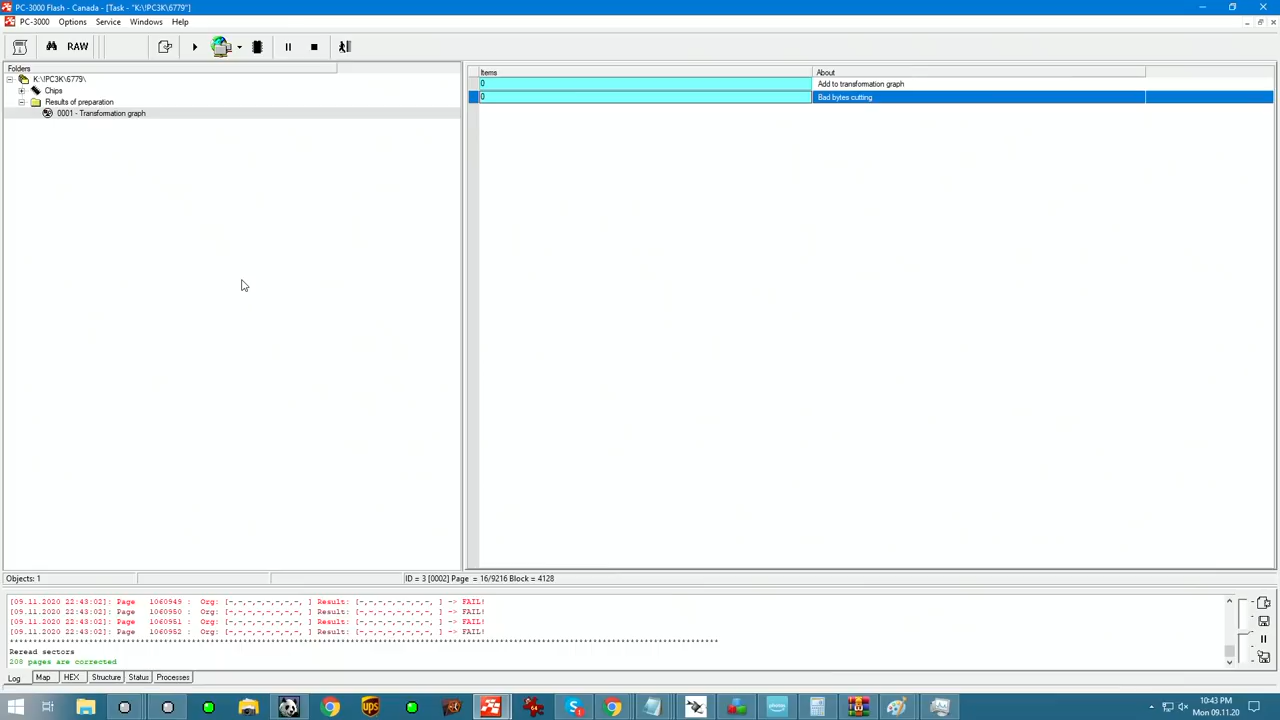 PC-3000 Flash - Canada - [Task - "K:\!PC3K\6779"]
PC-3000 Options Service Windows Help
RAW
Folders
K:\!PC3K\6779\
Chips
Results of preparation
0001 - Transformation graph
Items About
0 Add to transformation graph
0 Bad bytes cutting
Objects: 1 ID = 3 [0002] Page = 16/9216 Block = 4128
[09.11.2020 22:43:02]: Page 1060949 : Org: [-,-,-,-,-,-, ] Result: [-,-,-,-,-,-, ] -> FAIL!
[09.11.2020 22:43:02]: Page 1060950 : Org: [-,-,-,-,-,-, ] Result: [-,-,-,-,-,-, ] -> FAIL!
[09.11.2020 22:43:02]: Page 1060951 : Org: [-,-,-,-,-,-, ] Result: [-,-,-,-,-,-, ] -> FAIL!
[09.11.2020 22:43:02]: Page 1060952 : Org: [-,-,-,-,-,-, ] Result: [-,-,-,-,-,-, ] -> FAIL!
Reread sectors
208 pages are corrected
Log Map HEX Structure Status Processes
ups 64 S prime
10:43 PM
Mon 09.11.20